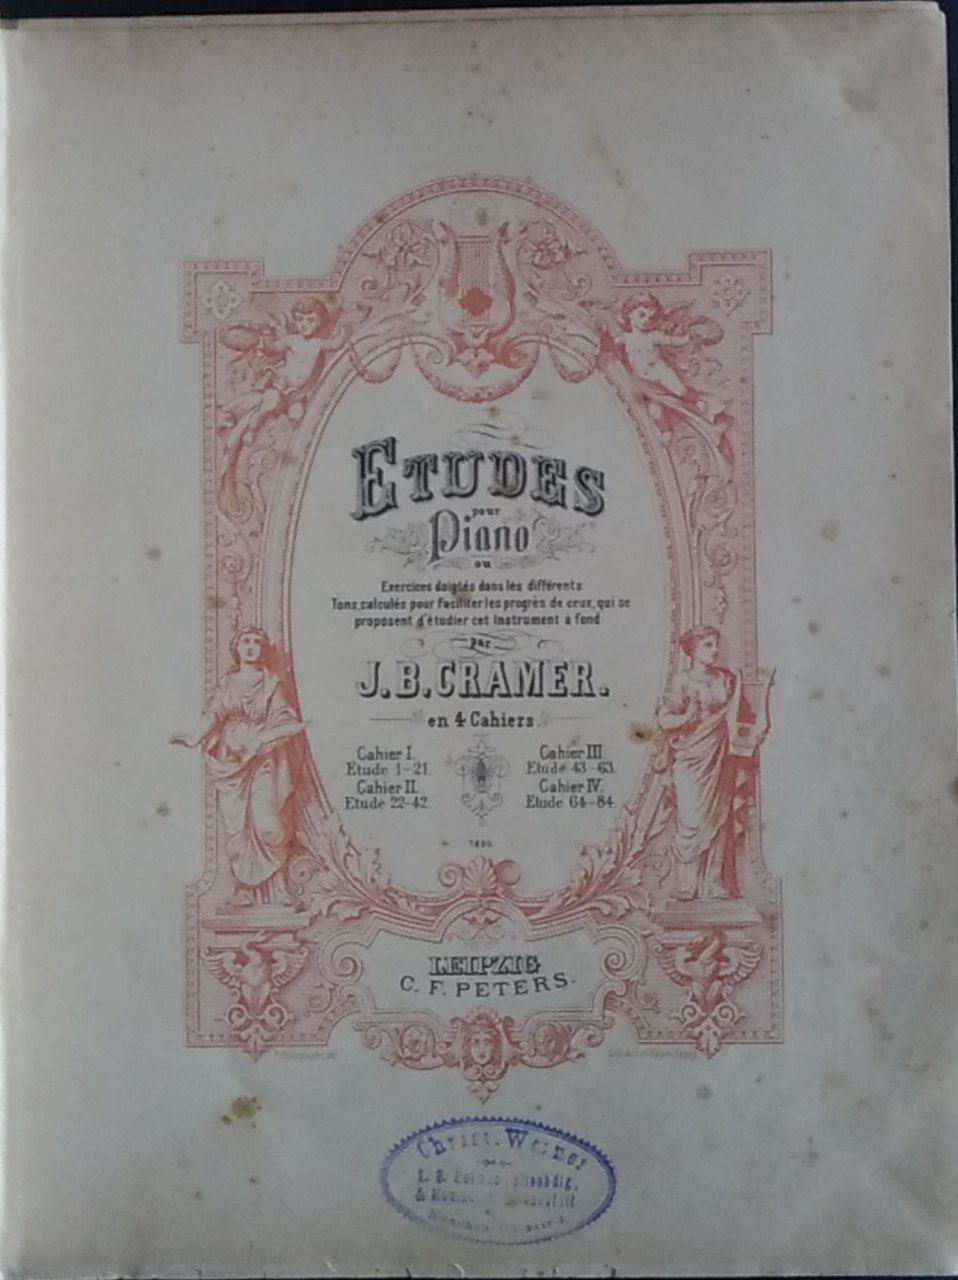 ETUDES
pour
Piano
ou
Exercices doigtés dans les différents
Tons, calculés pour faciliter les progrès de ceux, qui se
proposent d'étudier cet instrument à fond
par
J. B. CRAMER.
en 4 Cahiers.
Cahier I.
Etude 1-21.
Cahier II.
Etude 22-42.
Cahier III.
Etude 43-63.
Cahier IV.
Etude 64-84.
LEIPZIG
C. F. PETERS.
Christ. Werner